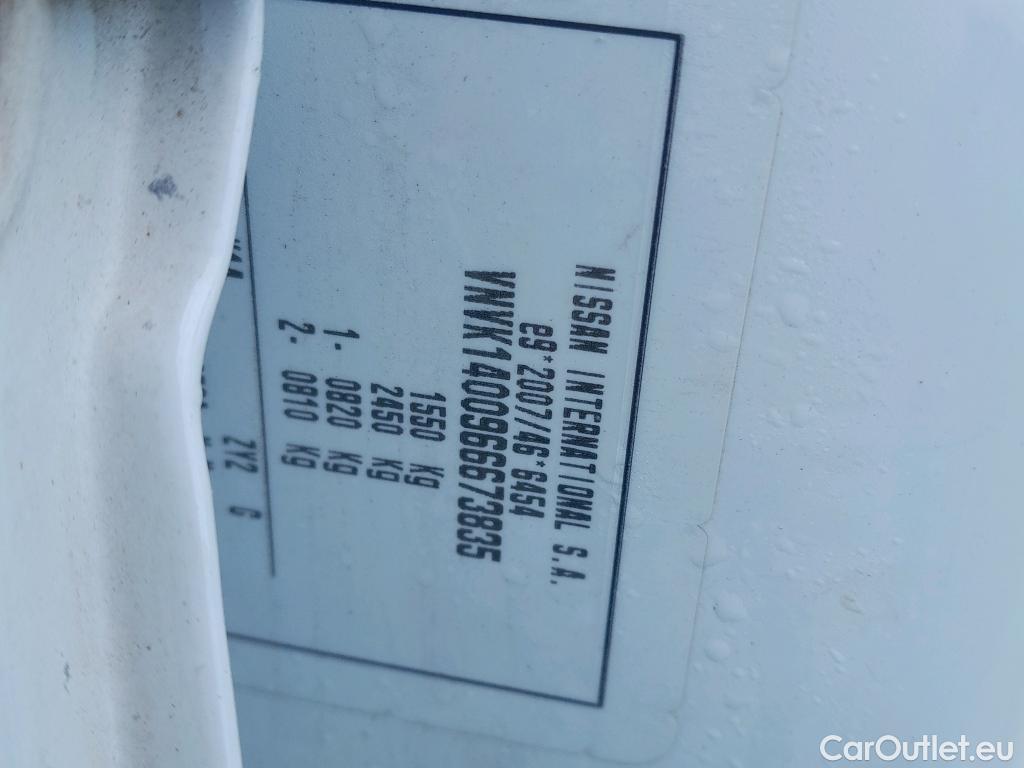 NISSAN INTERNATIONAL S.A.
e9*2007/46*6454
VNVK1400966673835
1550 kg
2450 kg
1- 0820 kg
2- 0810 kg
ZY2 G
CarOutlet.eu